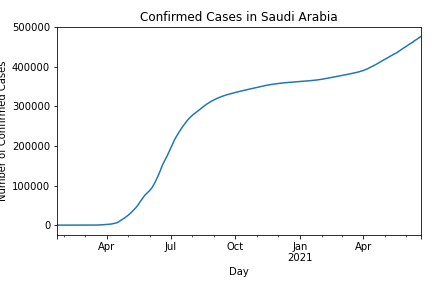 Confirmed Cases in Saudi Arabia
Number of Confirmed Cases
500000
400000
300000
200000
100000
0
Apr
Jul
Oct
Jan
2021
Apr
Day